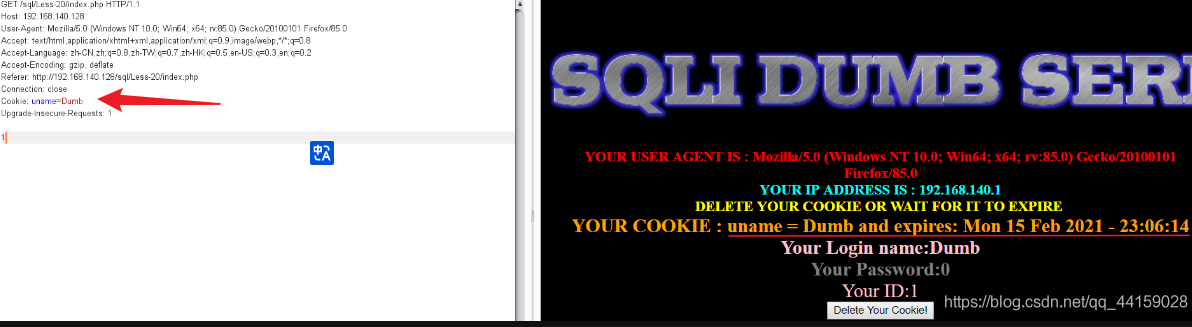 GET /sql/Less-20/index.php HTTP/1.1
Host: 192.168.140.128
User-Agent: Mozilla/5.0 (Windows NT 10.0; Win64; x64; rv:85.0) Gecko/20100101 Firefox/85.0
Accept: text/html,application/xhtml+xml,application/xml;q=0.9,image/webp,*/*;q=0.8
Accept-Language: zh-CN,zh;q=0.8,zh-TW;q=0.7,zh-HK;q=0.5,en-US;q=0.3,en;q=0.2
Accept-Encoding: gzip, deflate
Referer: http://192.168.140.128/sql/Less-20/index.php
Connection: close
Cookie: uname=Dumb
Upgrade-Insecure-Requests: 1
1
中 A
SQLI DUMB SERI
YOUR USER AGENT IS : Mozilla/5.0 (Windows NT 10.0; Win64; x64; rv:85.0) Gecko/20100101
Firefox/85.0
YOUR IP ADDRESS IS : 192.168.140.1
DELETE YOUR COOKIE OR WAIT FOR IT TO EXPIRE
YOUR COOKIE : uname = Dumb and expires: Mon 15 Feb 2021 - 23:06:14
Your Login name:Dumb
Your Password:0
Your ID:1
Delete Your Cookie!
https://blog.csdn.net/qq_44159028